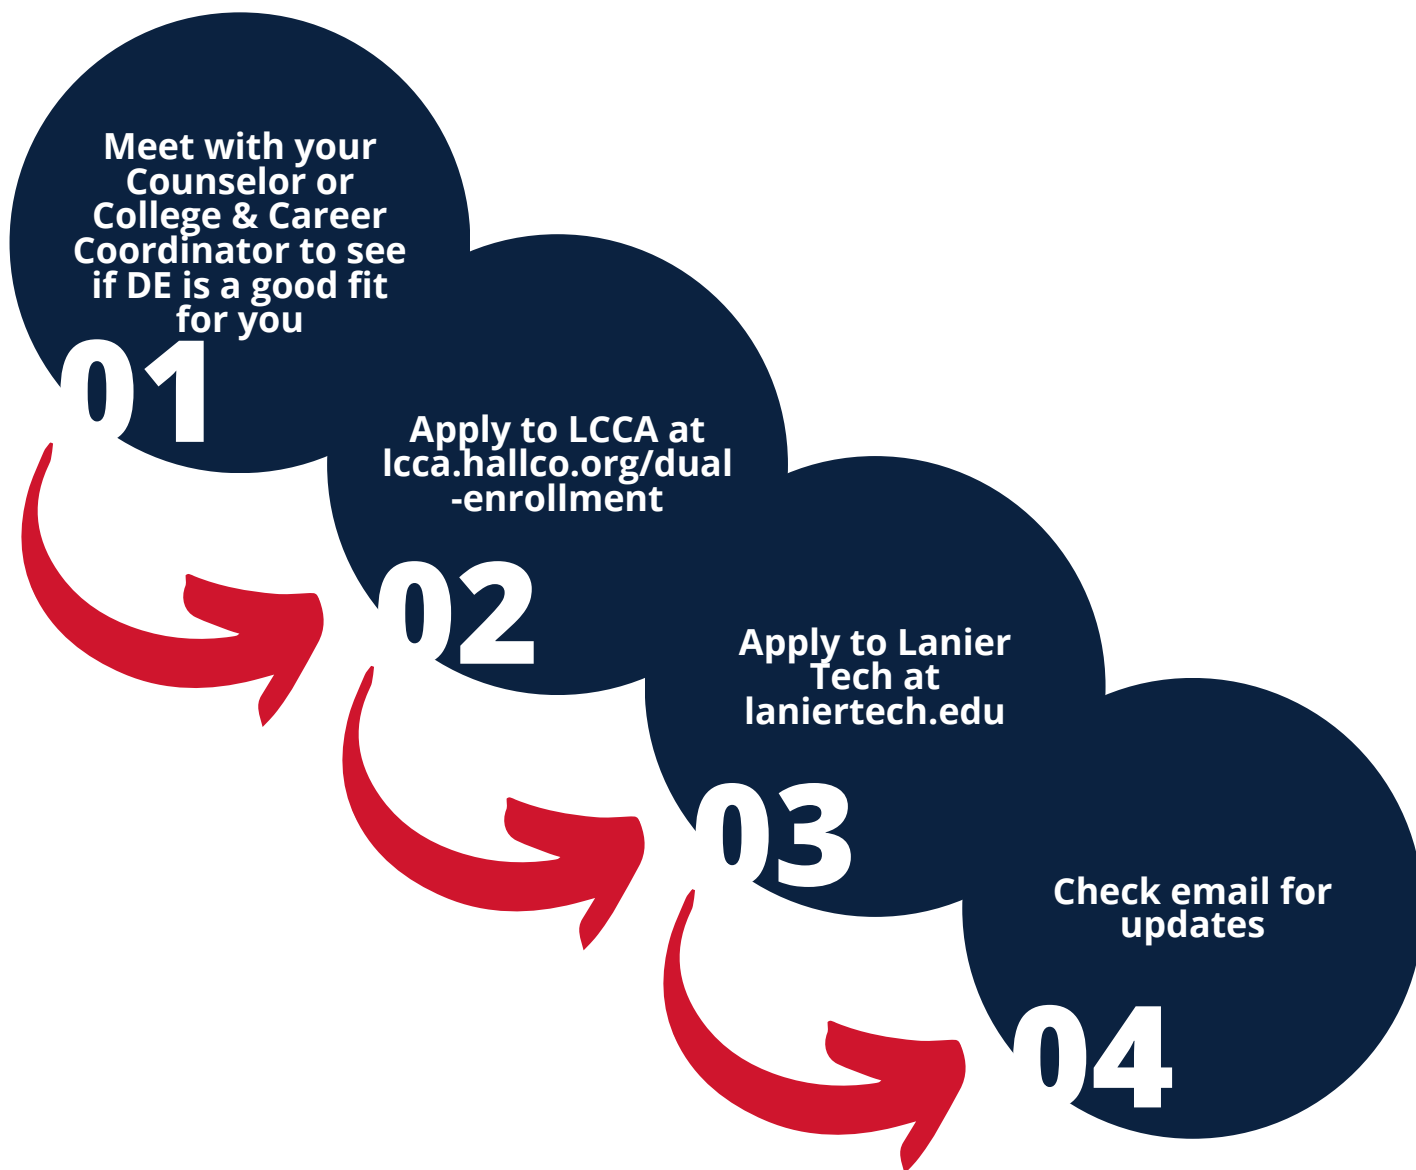 Meet with your
Counselor or
College & Career
Coordinator to see
if DE is a good fit
for you
01
Apply to LCCA at
lcca.hallco.org/dual
-enrollment
02
Apply to Lanier
Tech at
laniertech.edu
03
Check email for
updates
04